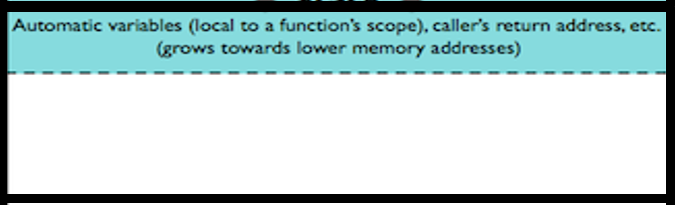 Automatic variables (local to a function's scope), caller's return address, etc.
(grows towards lower memory addresses)